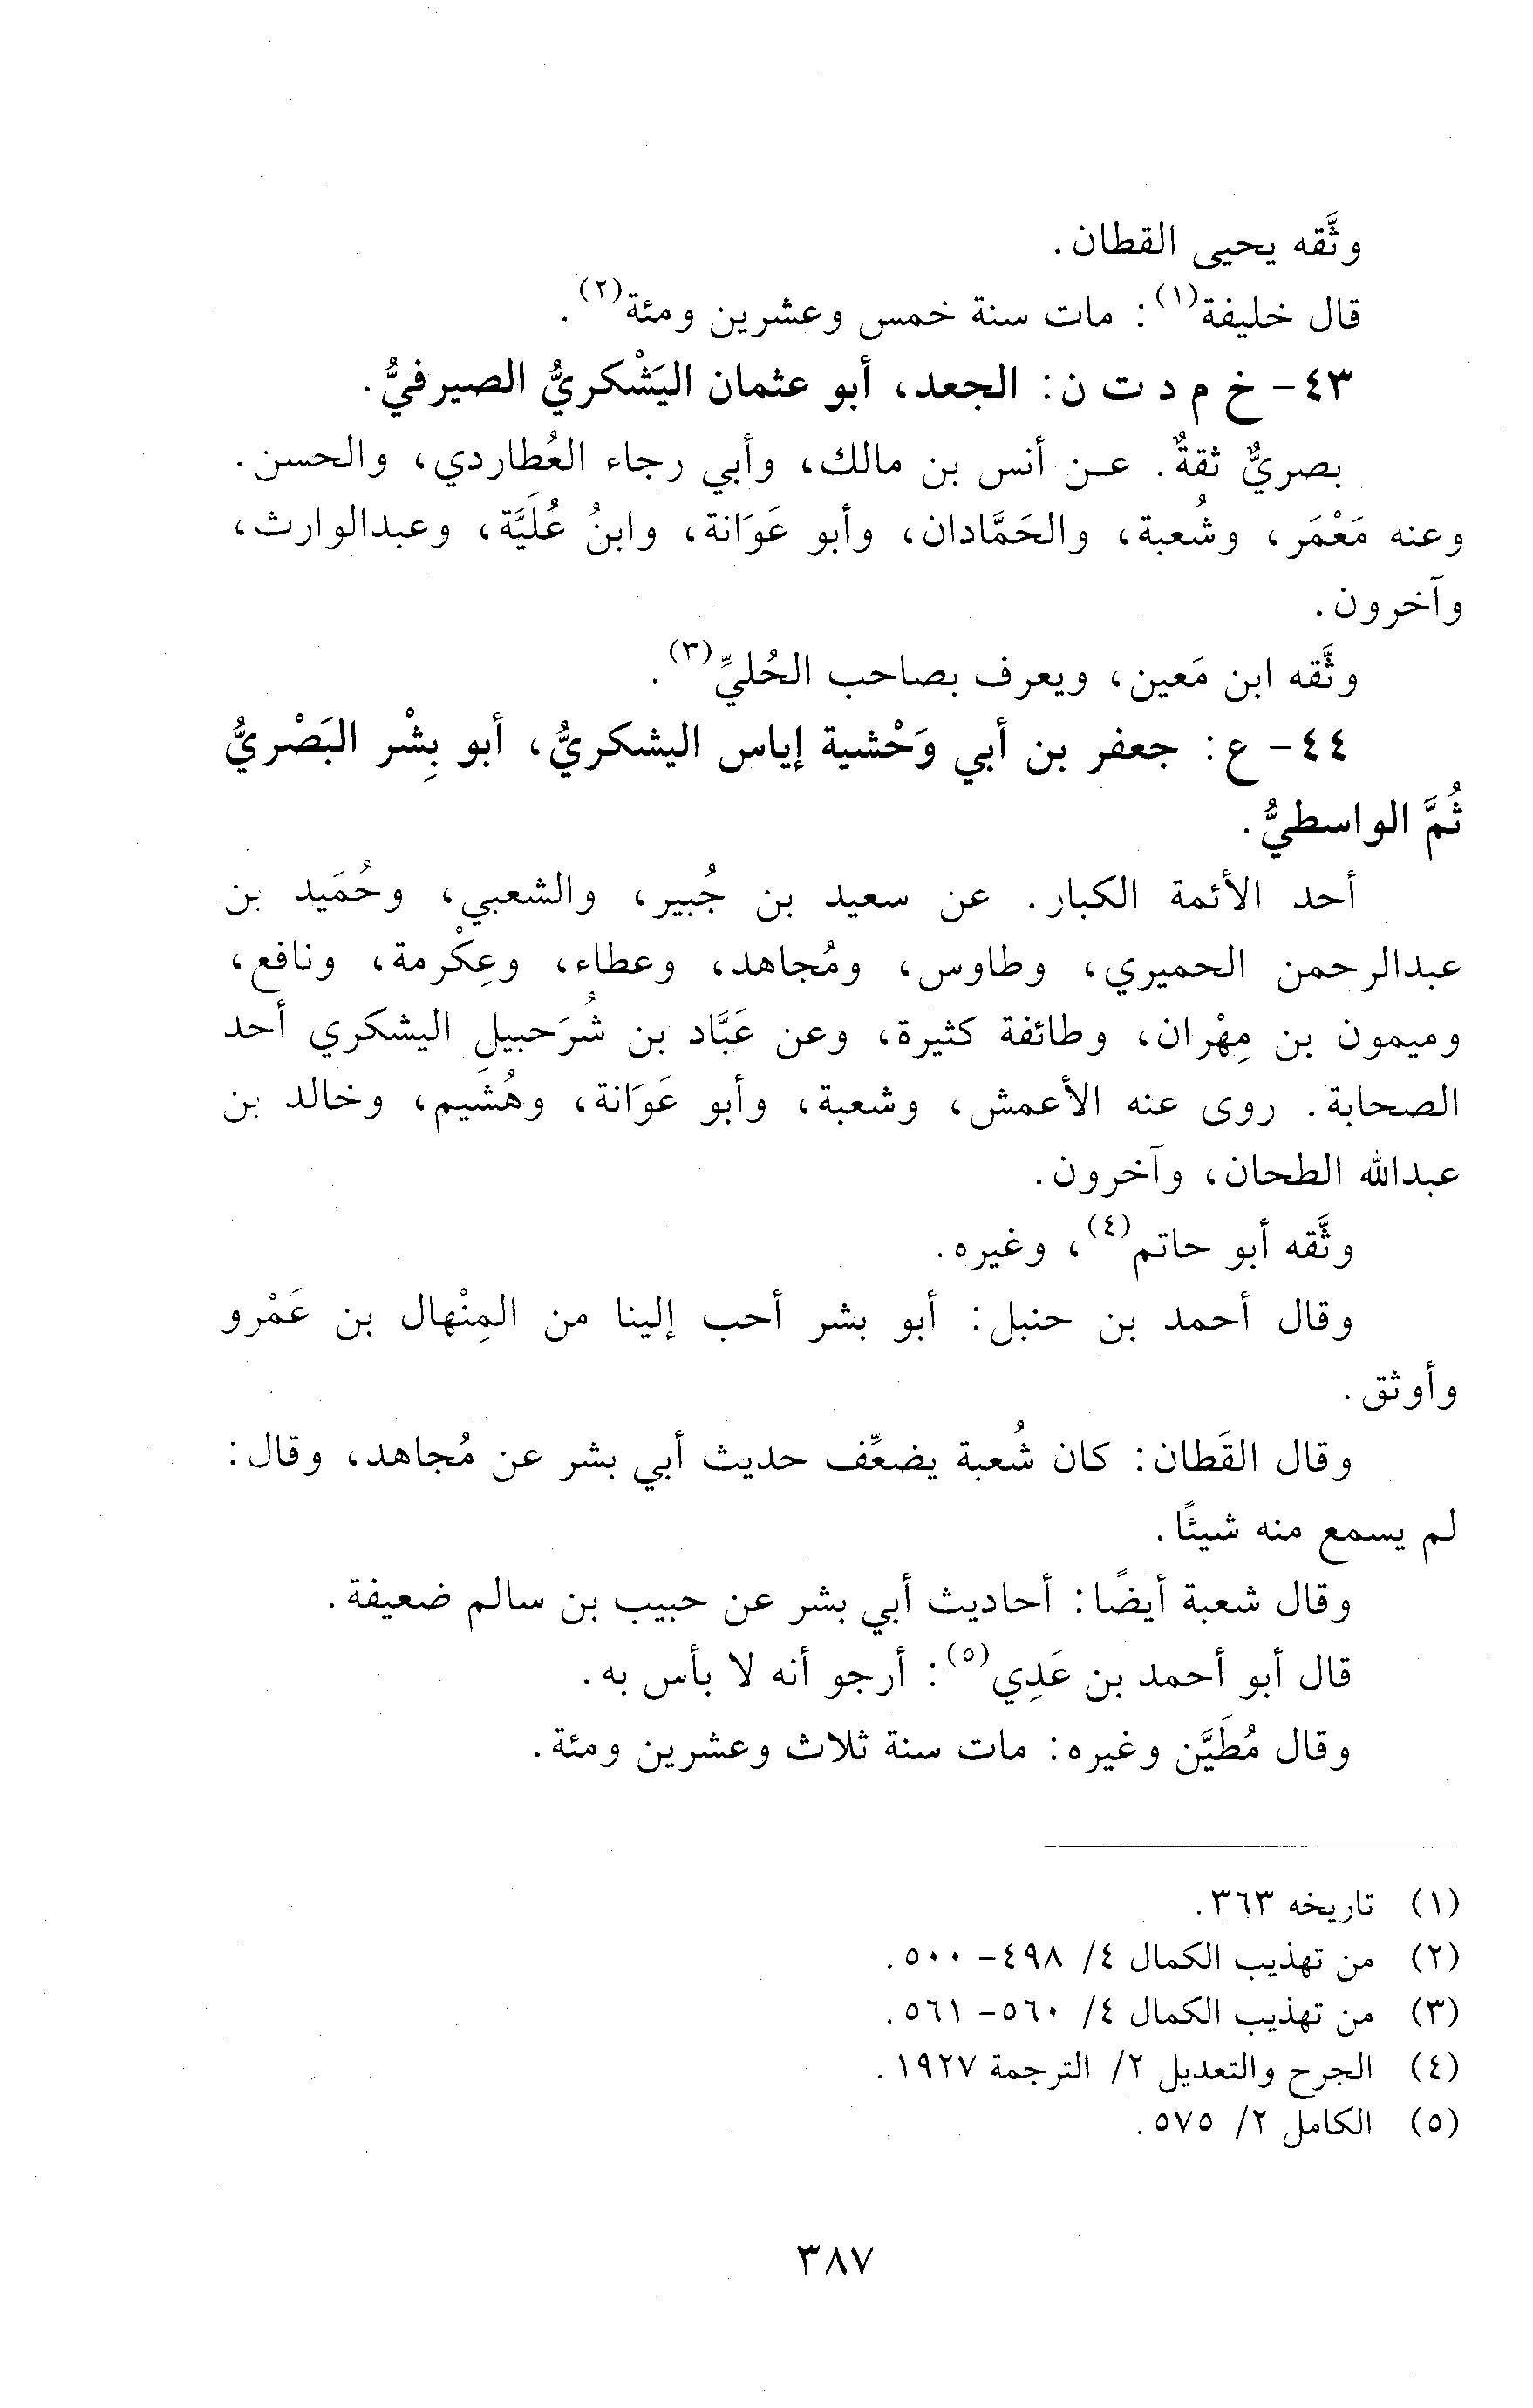 وثَّقه يحيى القطان.
قال خليفة(١): مات سنة خمس وعشرين ومئة(٢).
٤٣- خ م د ت ن: الجعد، أبو عثمان اليَشْكريُّ الصيرفيُّ.
بصريٌّ ثقةٌ. عن أنس بن مالك، وأبي رجاء العُطاردي، والحسن.
وعنه مَعْمَر، وشُعبة، والحَمَّادان، وأبو عَوَانة، وابنُ عُلَيَّة، وعبدالوارث،
وآخرون.
وثَّقه ابن مَعين، ويعرف بصاحب الحُليِّ(٣).
٤٤- ع: جعفر بن أبي وَحْشية إياس اليشكريُّ، أبو بِشْر البَصْريُّ
ثُمَّ الواسطيُّ.
أحد الأئمة الكبار. عن سعيد بن جُبير، والشعبي، وحُمَيد بن
عبدالرحمن الحميري، وطاوس، ومُجاهد، وعطاء، وعِكْرمة، ونافع،
وميمون بن مِهْران، وطائفة كثيرة، وعن عَبَّاد بن شُرَحبيلِ اليشكري أحد
الصحابة. روى عنه الأعمش، وشعبة، وأبو عَوَانة، وهُشَيم، وخالد بن
عبدالله الطحان، وآخرون.
وثَّقه أبو حاتم(٤)، وغيره.
وقال أحمد بن حنبل: أبو بشر أحب إلينا من المِنْهال بن عَمْرو
وأوثق.
وقال القَطان: كان شُعبة يضعِّف حديث أبي بشر عن مُجاهد، وقال:
لم يسمع منه شيئًا.
وقال شعبة أيضًا: أحاديث أبي بشر عن حبيب بن سالم ضعيفة.
قال أبو أحمد بن عَدِي(٥): أرجو أنه لا بأس به.
وقال مُطَيَّن وغيره: مات سنة ثلاث وعشرين ومئة.
(١) تاريخه ٣٦٣.
(٢) من تهذيب الكمال ٤/ ٤٩٨- ٥٠٠.
(٣) من تهذيب الكمال ٤/ ٥٦٠- ٥٦١.
(٤) الجرح والتعديل ٢/ الترجمة ١٩٢٧.
(٥) الكامل ٢/ ٥٧٥.
٣٨٧